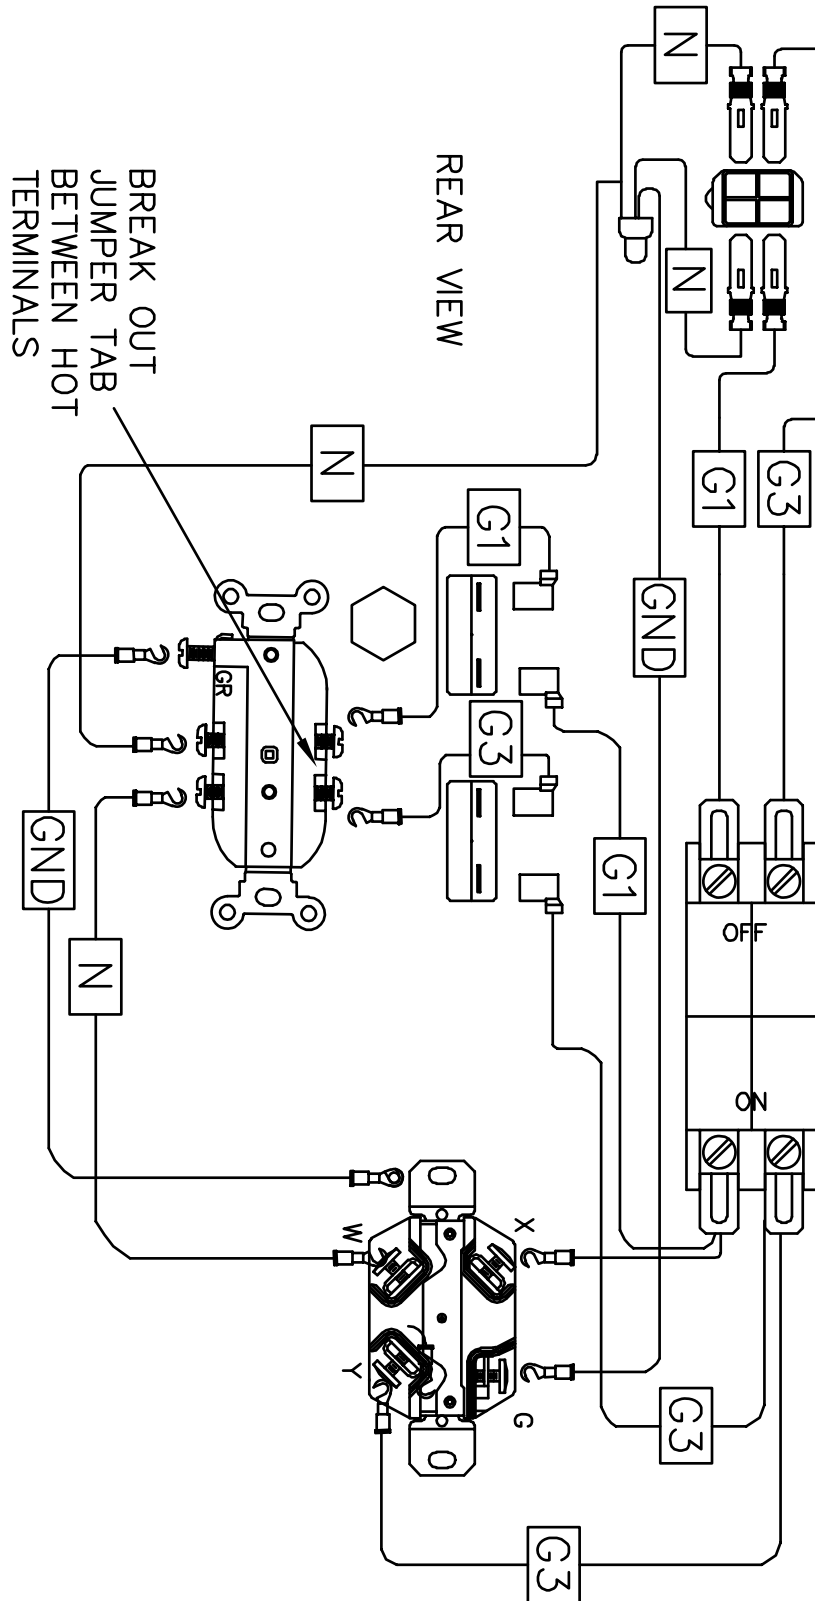 N
N
REAR VIEW
BREAK OUT
JUMPER TAB
BETWEEN HOT
TERMINALS
N
G1
G3
G1
GND
GR
G3
G1
GND
N
OFF
ON
X
W
Y
G
G3
G3